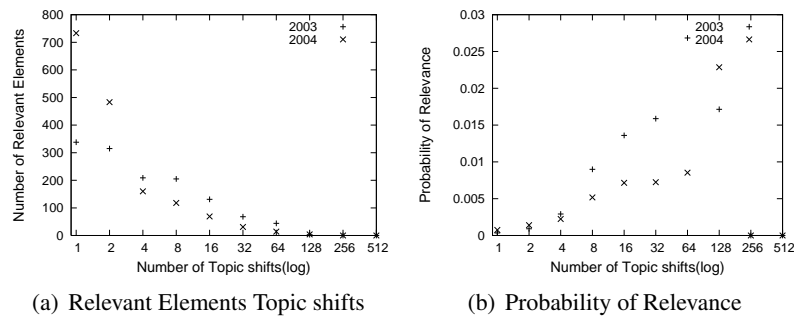 800
700
600
500
400
300
200
100
0
Number of Relevant Elements
2003
2004
1 2 4 8 16 32 64 128 256 512
Number of Topic shifts(log)
(a) Relevant Elements Topic shifts
0.03
0.025
0.02
0.015
0.01
0.005
0
Probability of Relevance
2003
2004
1 2 4 8 16 32 64 128 256 512
Number of Topic shifts(log)
(b) Probability of Relevance